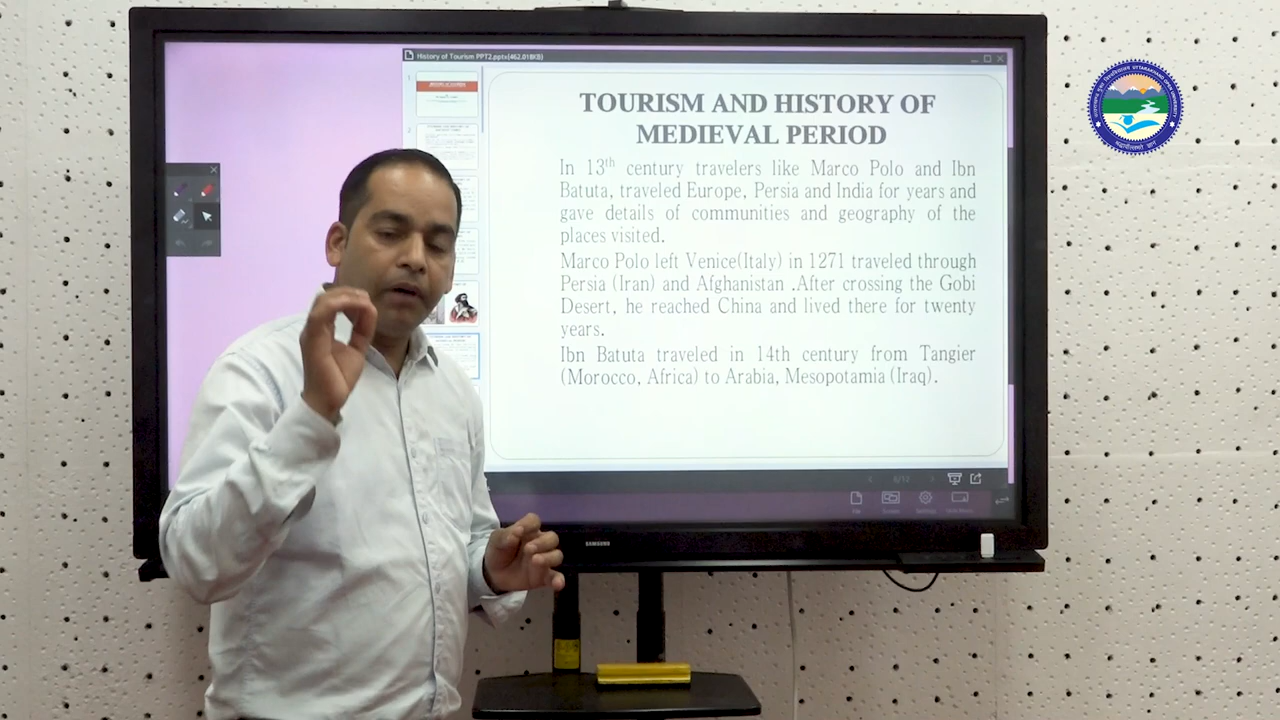 History of Tourism PPT2.pptx(462.018KB)
TOURISM AND HISTORY OF
MEDIEVAL PERIOD
In 13th century travelers like Marco Polo and Ibn
Batuta, traveled Europe, Persia and India for years and
gave details of communities and geography of the
places visited.
Marco Polo left Venice(Italy) in 1271 traveled through
Persia (Iran) and Afghanistan .After crossing the Gobi
Desert, he reached China and lived there for twenty
years.
Ibn Batuta traveled in 14th century from Tangier
(Morocco, Africa) to Arabia, Mesopotamia (Iraq).
SAMSUNG
UTTARAKHAND OPEN UNIVERSITY